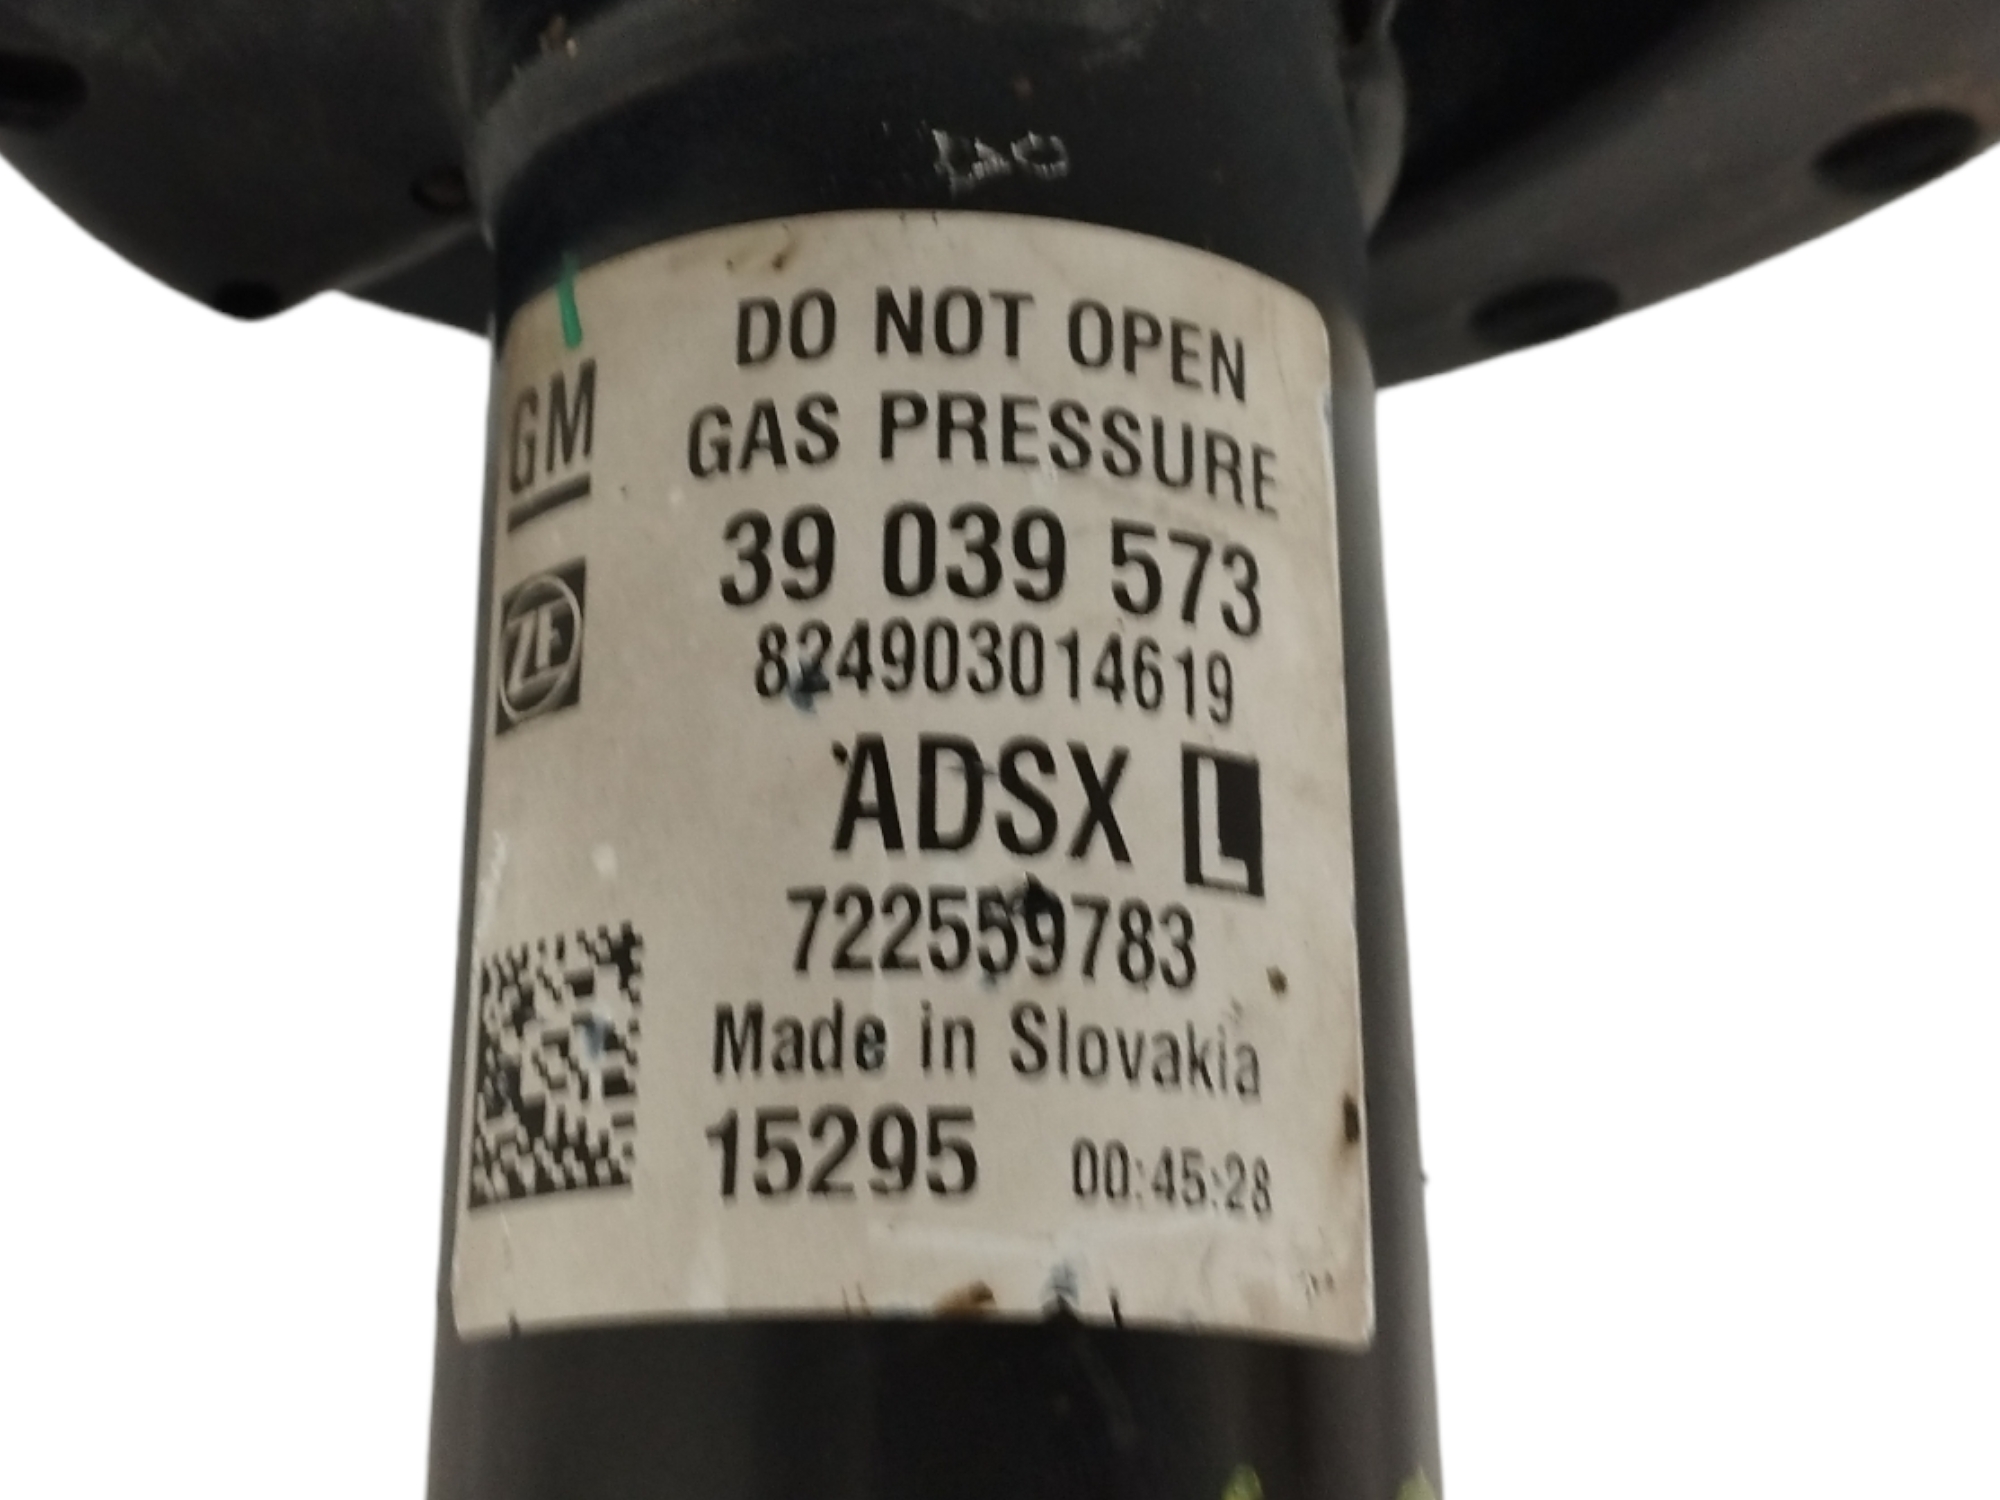 DO NOT OPEN
GAS PRESSURE
GM
39 039 573
ZF
824903014619
ADSX L
722559783
Made in Slovakia
15295 00:45:28